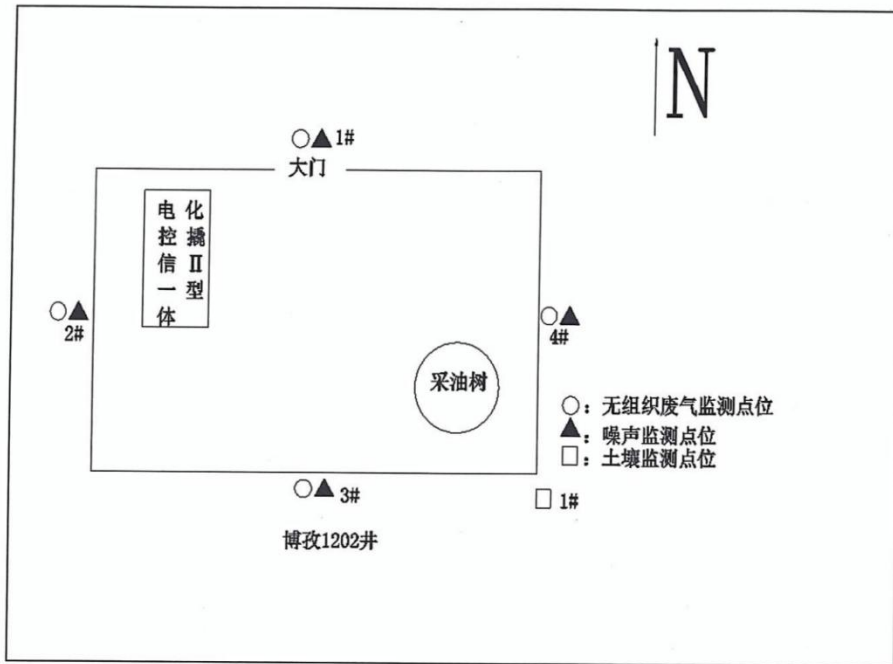 N
1#
大门
电控信一体
化撬Ⅱ型
2#
4#
采油树
○：无组织废气监测点位
▲：噪声监测点位
□：土壤监测点位
3#
1#
博孜1202井